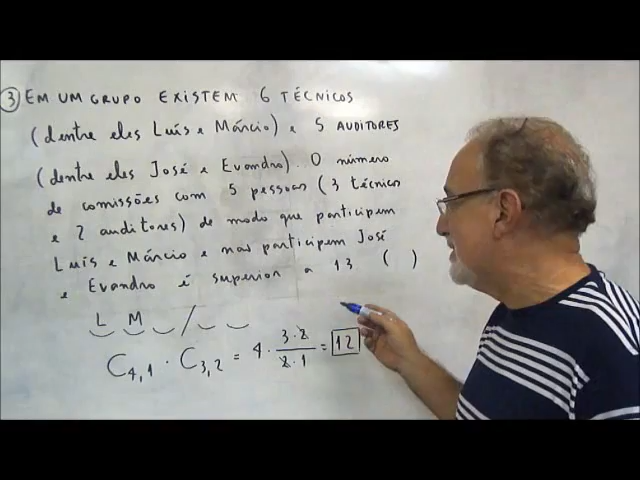 3 EM UM GRUPO EXISTEM 6 TÉCNICOS
(dentre eles Luís e Márcio) e 5 AUDITORES
(dentre eles José e Evandro). O número
de comissões com 5 pessoas (3 técnicos
e 2 auditores) de modo que participem
Luís e Márcio e não participem José
e Evandro é superior a 13 ( )
L M _ / _ _
C4,1 . C3,2 = 4 . 3.2/2.1 = 12